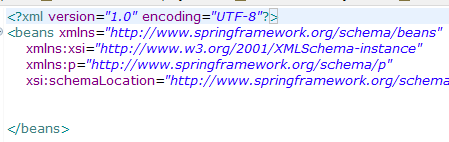 <?xml version="1.0" encoding="UTF-8"?>
<beans xmlns="http://www.springframework.org/schema/beans"
xmlns:xsi="http://www.w3.org/2001/XMLSchema-instance"
xmlns:p="http://www.springframework.org/schema/p"
xsi:schemaLocation="http://www.springframework.org/schema
</beans>